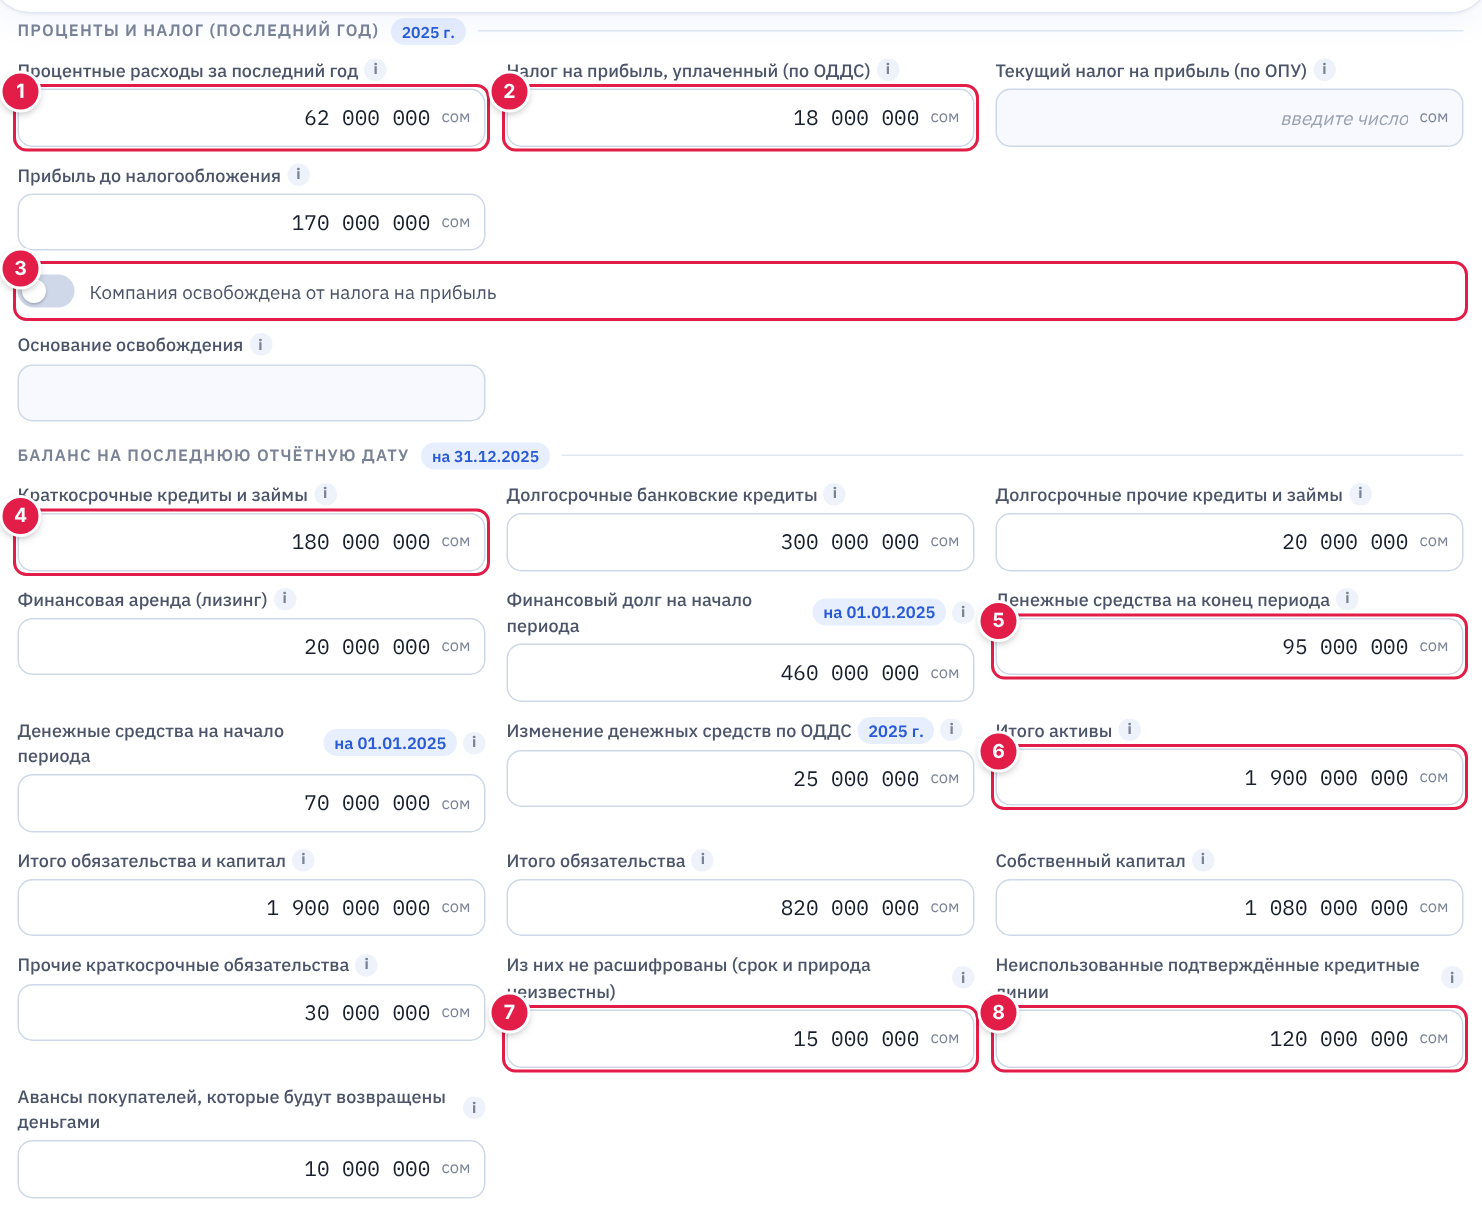 ПРОЦЕНТЫ И НАЛОГ (ПОСЛЕДНИЙ ГОД) 2025 г.
Процентные расходы за последний год i
Налог на прибыль, уплаченный (по ОДДС) i
Текущий налог на прибыль (по ОПУ) i
1
62 000 000 сом
2
18 000 000 сом
введите число сом
Прибыль до налогообложения i
170 000 000 сом
3
Компания освобождена от налога на прибыль
Основание освобождения i
БАЛАНС НА ПОСЛЕДНЮЮ ОТЧЁТНУЮ ДАТУ на 31.12.2025
Краткосрочные кредиты и займы i
Долгосрочные банковские кредиты i
Долгосрочные прочие кредиты и займы i
4
180 000 000 сом
300 000 000 сом
20 000 000 сом
Финансовая аренда (лизинг) i
20 000 000 сом
Финансовый долг на начало
периода
на 01.01.2025 i
460 000 000 сом
Денежные средства на конец периода i
5
95 000 000 сом
Денежные средства на начало
периода
на 01.01.2025 i
70 000 000 сом
Изменение денежных средств по ОДДС 2025 г. i
25 000 000 сом
Итого активы i
6
1 900 000 000 сом
Итого обязательства и капитал i
1 900 000 000 сом
Итого обязательства i
820 000 000 сом
Собственный капитал i
1 080 000 000 сом
Прочие краткосрочные обязательства i
30 000 000 сом
Из них не расшифрованы (срок и природа
неизвестны)
i
7
15 000 000 сом
Неиспользованные подтверждённые кредитные
линии
i
8
120 000 000 сом
Авансы покупателей, которые будут возвращены
деньгами
i
10 000 000 сом